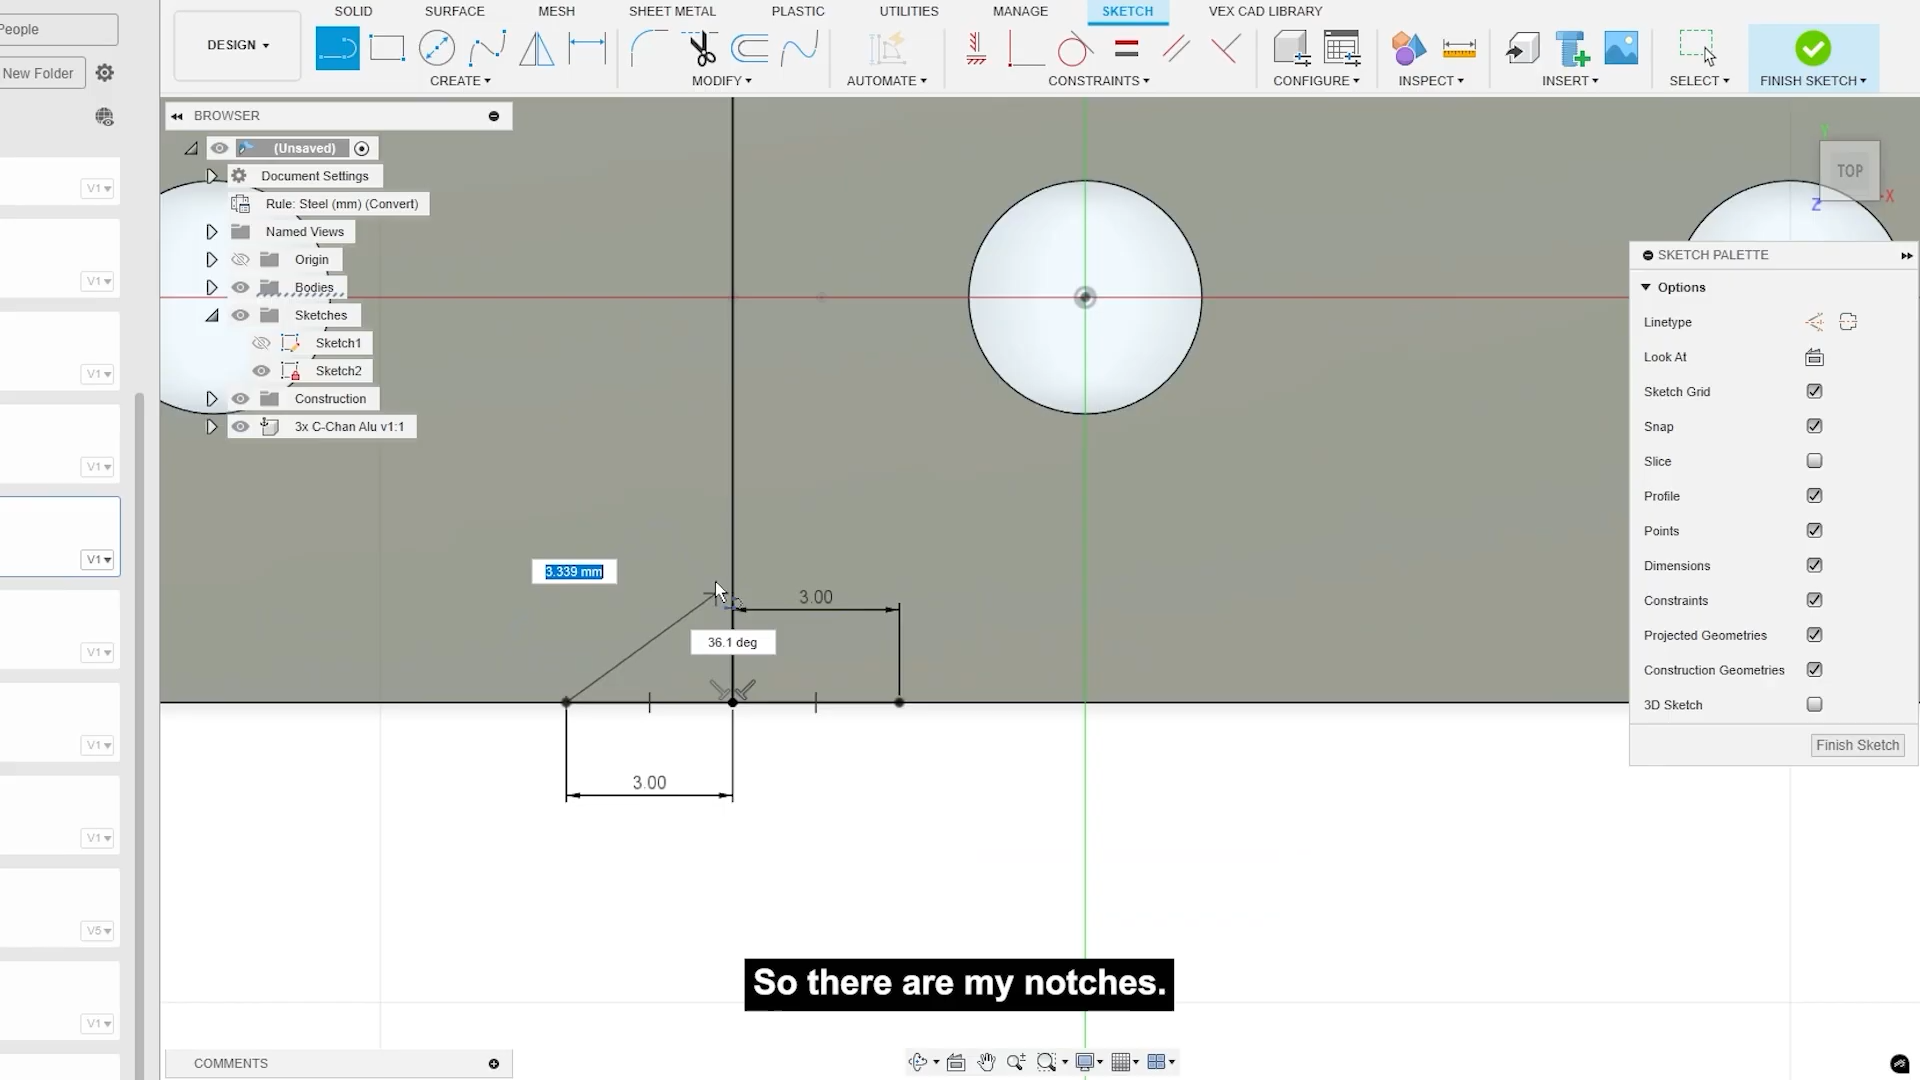 People
New Folder
V1
V1
V1
V1
V1
V1
V1
V1
V5
V1
DESIGN
SOLID
SURFACE
MESH
SHEET METAL
PLASTIC
UTILITIES
MANAGE
SKETCH
VEX CAD LIBRARY
CREATE
MODIFY
AUTOMATE
CONSTRAINTS
CONFIGURE
INSPECT
INSERT
SELECT
FINISH SKETCH
BROWSER
(Unsaved)
Document Settings
Rule: Steel (mm) (Convert)
Named Views
Origin
Bodies
Sketches
Sketch1
Sketch2
Construction
3x C-Chan Alu v1:1
TOP
Y
X
Z
SKETCH PALETTE
Options
Linetype
Look At
Sketch Grid
Snap
Slice
Profile
Points
Dimensions
Constraints
Projected Geometries
Construction Geometries
3D Sketch
Finish Sketch
3.339 mm
3.00
36.1 deg
3.00
So there are my notches.
COMMENTS